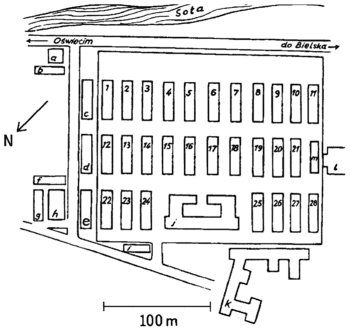 Soła
Oświęcim do Bielska
a
b
c 1 2 3 4 5 6 7 8 9 10 11
N
d 12 13 14 15 16 17 18 19 20 21 m l
f
g h e 22 23 24 j 25 26 27 28
i
k
100 m